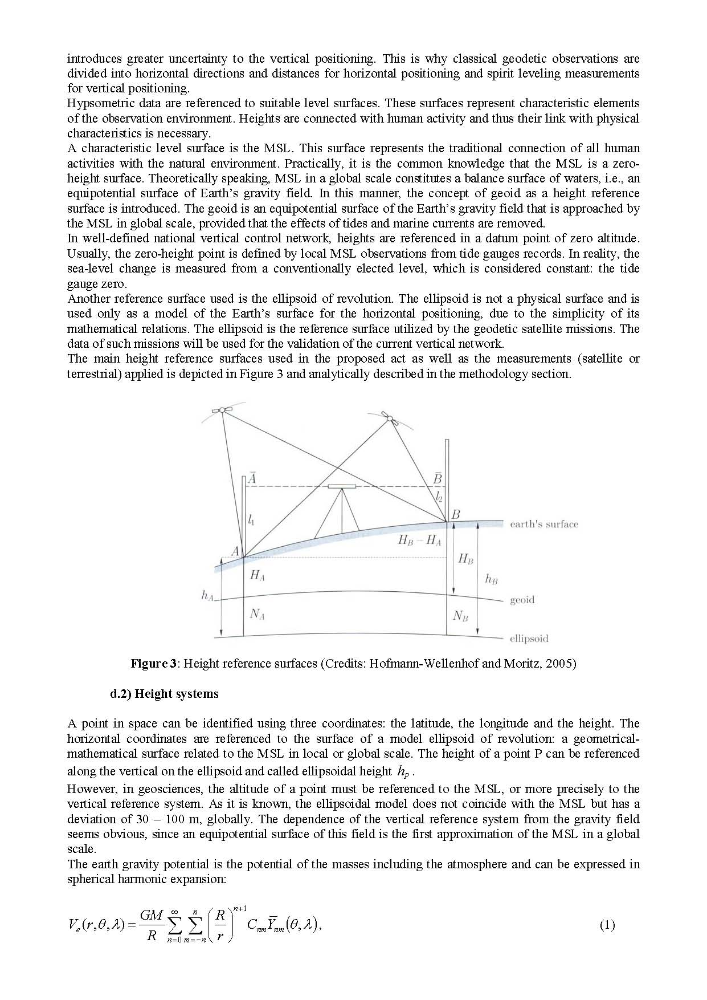 introduces greater uncertainty to the vertical positioning. This is why classical geodetic observations are
divided into horizontal directions and distances for horizontal positioning and spirit leveling measurements
for vertical positioning.
Hypsometric data are referenced to suitable level surfaces. These surfaces represent characteristic elements
of the observation environment. Heights are connected with human activity and thus their link with physical
characteristics is necessary.
A characteristic level surface is the MSL. This surface represents the traditional connection of all human
activities with the natural environment. Practically, it is the common knowledge that the MSL is a zero-
height surface. Theoretically speaking, MSL in a global scale constitutes a balance surface of waters, i.e., an
equipotential surface of Earth's gravity field. In this manner, the concept of geoid as a height reference
surface is introduced. The geoid is an equipotential surface of the Earth's gravity field that is approached by
the MSL in global scale, provided that the effects of tides and marine currents are removed.
In well-defined national vertical control network, heights are referenced in a datum point of zero altitude.
Usually, the zero-height point is defined by local MSL observations from tide gauges records. In reality, the
sea-level change is measured from a conventionally elected level, which is considered constant: the tide
gauge zero.
Another reference surface used is the ellipsoid of revolution. The ellipsoid is not a physical surface and is
used only as a model of the Earth's surface for the horizontal positioning, due to the simplicity of its
mathematical relations. The ellipsoid is the reference surface utilized by the geodetic satellite missions. The
data of such missions will be used for the validation of the current vertical network.
The main height reference surfaces used in the proposed act as well as the measurements (satellite or
terrestrial) applied is depicted in Figure 3 and analytically described in the methodology section.
Ā
B̄
l₂
l₁
B
earth's surface
H_B − H_A
A
H_B
H_A
h_B
h_A
geoid
N_A
N_B
ellipsoid
Figure 3: Height reference surfaces (Credits: Hofmann-Wellenhof and Moritz, 2005)
d.2) Height systems
A point in space can be identified using three coordinates: the latitude, the longitude and the height. The
horizontal coordinates are referenced to the surface of a model ellipsoid of revolution: a geometrical-
mathematical surface related to the MSL in local or global scale. The height of a point P can be referenced
along the vertical on the ellipsoid and called ellipsoidal height h_P .
However, in geosciences, the altitude of a point must be referenced to the MSL, or more precisely to the
vertical reference system. As it is known, the ellipsoidal model does not coincide with the MSL but has a
deviation of 30 – 100 m, globally. The dependence of the vertical reference system from the gravity field
seems obvious, since an equipotential surface of this field is the first approximation of the MSL in a global
scale.
The earth gravity potential is the potential of the masses including the atmosphere and can be expressed in
spherical harmonic expansion:
V_e(r,θ,λ) = GM/R ∑_{n=0}^{∞} ∑_{m=−n}^{n} (R/r)^{n+1} C_{nm} Ȳ_{nm}(θ,λ), (1)